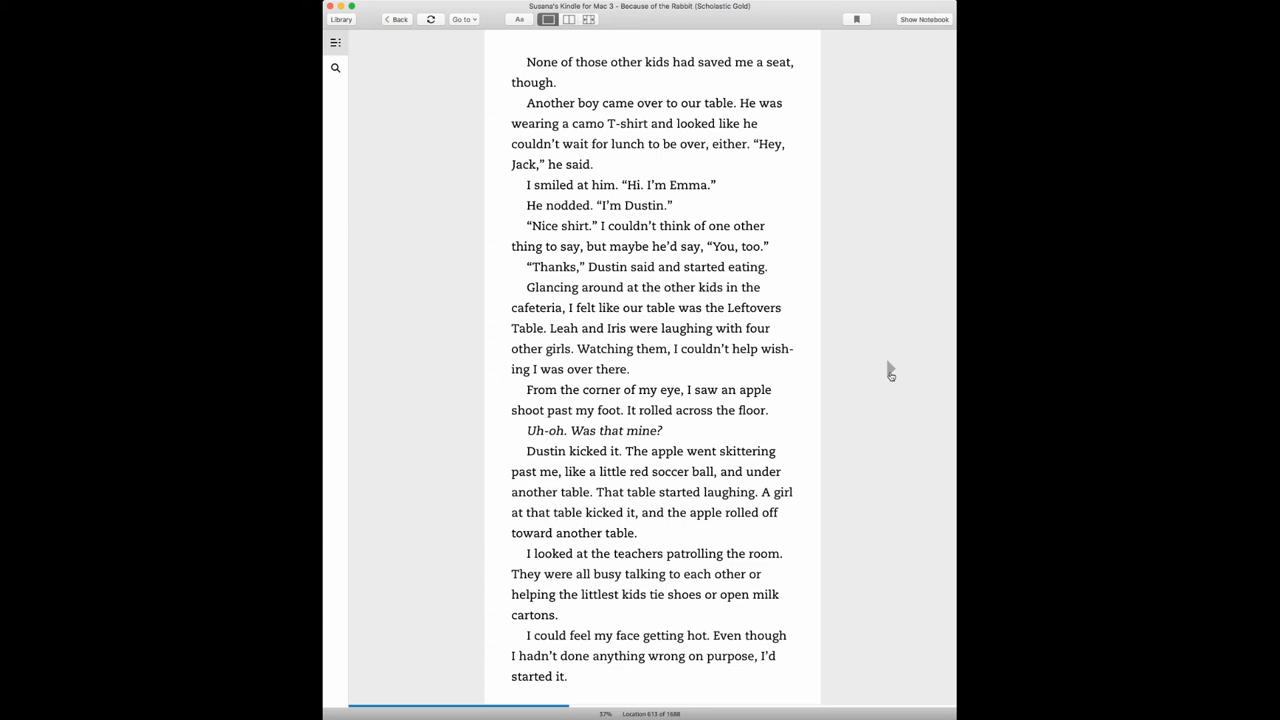 Susana's Kindle for Mac 3 - Because of the Rabbit (Scholastic Gold)
Library
Back
Go to
Aa
Show Notebook
None of those other kids had saved me a seat,
though.
Another boy came over to our table. He was
wearing a camo T-shirt and looked like he
couldn’t wait for lunch to be over, either. “Hey,
Jack,” he said.
I smiled at him. “Hi. I’m Emma.”
He nodded. “I’m Dustin.”
“Nice shirt.” I couldn’t think of one other
thing to say, but maybe he’d say, “You, too.”
“Thanks,” Dustin said and started eating.
Glancing around at the other kids in the
cafeteria, I felt like our table was the Leftovers
Table. Leah and Iris were laughing with four
other girls. Watching them, I couldn’t help wish-
ing I was over there.
From the corner of my eye, I saw an apple
shoot past my foot. It rolled across the floor.
Uh-oh. Was that mine?
Dustin kicked it. The apple went skittering
past me, like a little red soccer ball, and under
another table. That table started laughing. A girl
at that table kicked it, and the apple rolled off
toward another table.
I looked at the teachers patrolling the room.
They were all busy talking to each other or
helping the littlest kids tie shoes or open milk
cartons.
I could feel my face getting hot. Even though
I hadn’t done anything wrong on purpose, I’d
started it.
37% Location 613 of 1688